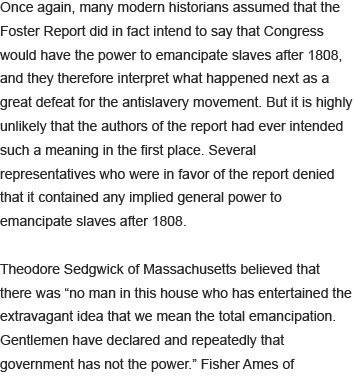 Once again, many modern historians assumed that the
Foster Report did in fact intend to say that Congress
would have the power to emancipate slaves after 1808,
and they therefore interpret what happened next as a
great defeat for the antislavery movement. But it is highly
unlikely that the authors of the report had ever intended
such a meaning in the first place. Several
representatives who were in favor of the report denied
that it contained any implied general power to
emancipate slaves after 1808.

Theodore Sedgwick of Massachusetts believed that
there was “no man in this house who has entertained the
extravagant idea that we mean the total emancipation.
Gentlemen have declared and repeatedly that
government has not the power.” Fisher Ames of